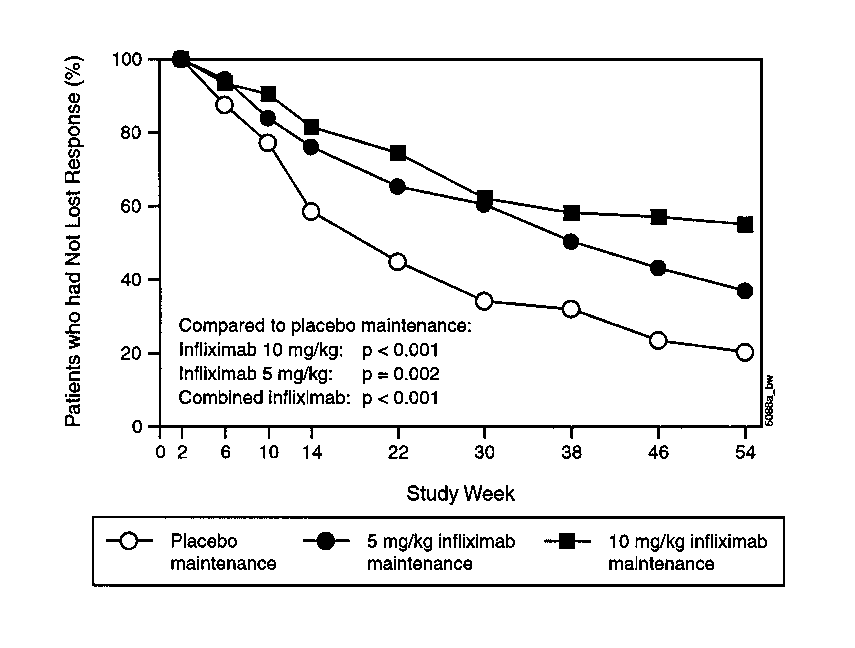 Patients who had Not Lost Response (%)
100
80
60
40
20
0
Compared to placebo maintenance:
Infliximab 10 mg/kg: p < 0.001
Infliximab 5 mg/kg: p = 0.002
Combined infliximab: p < 0.001
6088a_bw
0 2 6 10 14 22 30 38 46 54
Study Week
Placebo maintenance
5 mg/kg infliximab maintenance
10 mg/kg infliximab maintenance